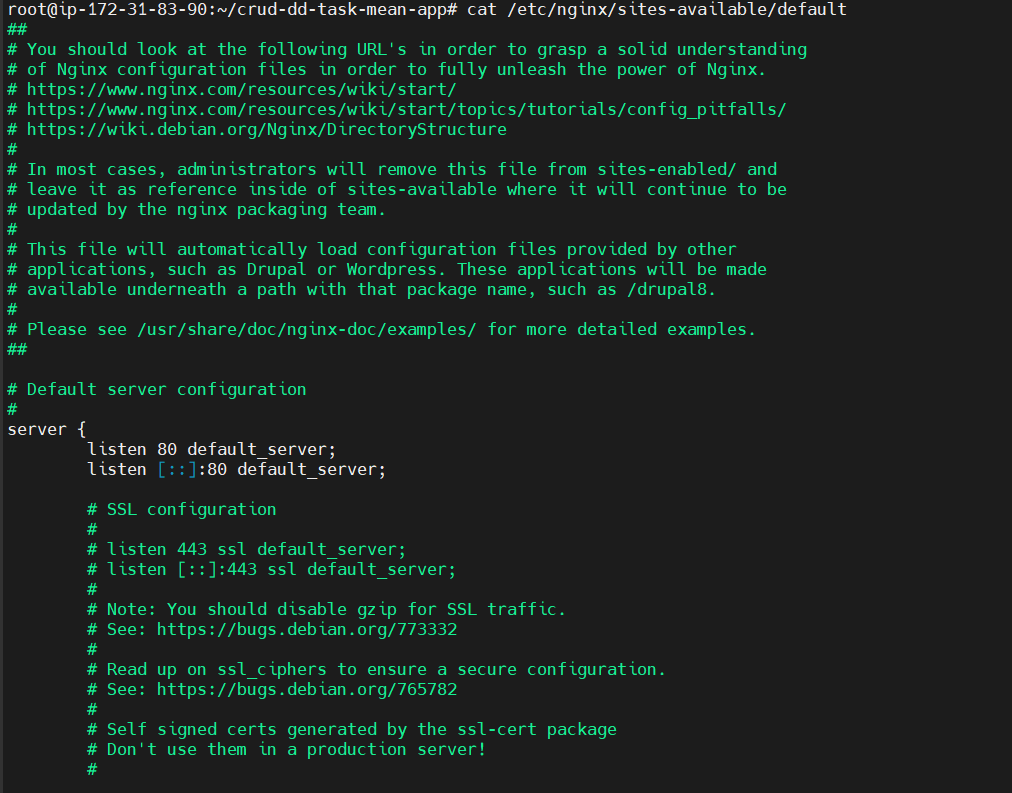 root@ip-172-31-83-90:~/crud-dd-task-mean-app# cat /etc/nginx/sites-available/default
##
# You should look at the following URL's in order to grasp a solid understanding
# of Nginx configuration files in order to fully unleash the power of Nginx.
# https://www.nginx.com/resources/wiki/start/
# https://www.nginx.com/resources/wiki/start/topics/tutorials/config_pitfalls/
# https://wiki.debian.org/Nginx/DirectoryStructure
#
# In most cases, administrators will remove this file from sites-enabled/ and
# leave it as reference inside of sites-available where it will continue to be
# updated by the nginx packaging team.
#
# This file will automatically load configuration files provided by other
# applications, such as Drupal or Wordpress. These applications will be made
# available underneath a path with that package name, such as /drupal8.
#
# Please see /usr/share/doc/nginx-doc/examples/ for more detailed examples.
##

# Default server configuration
#
server {
        listen 80 default_server;
        listen [::]:80 default_server;

        # SSL configuration
        #
        # listen 443 ssl default_server;
        # listen [::]:443 ssl default_server;
        #
        # Note: You should disable gzip for SSL traffic.
        # See: https://bugs.debian.org/773332
        #
        # Read up on ssl_ciphers to ensure a secure configuration.
        # See: https://bugs.debian.org/765782
        #
        # Self signed certs generated by the ssl-cert package
        # Don't use them in a production server!
        #